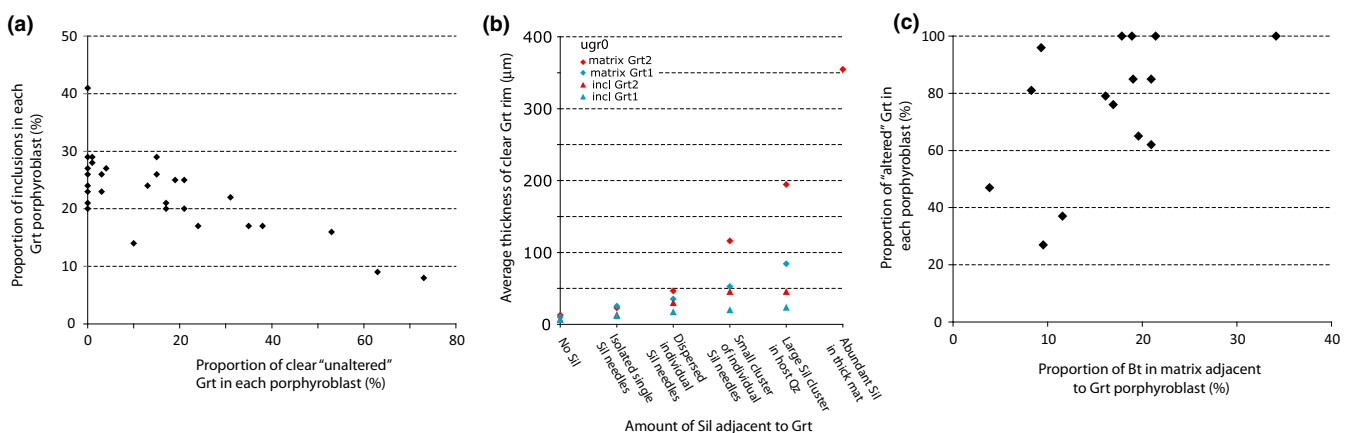 (a)
Proportion of inclusions in each
Grt porphyroblast (%)
50
40
30
20
10
0
0
20
40
60
80
Proportion of clear “unaltered”
Grt in each porphyroblast (%)
(b)
Average thickness of clear Grt rim (µm)
400
300
200
100
0
ugr0
matrix Grt2
matrix Grt1
incl Grt2
incl Grt1
No Sil
Isolated single
Sil needles
Dispersed
individual
Sil needles
Small cluster
of individual
Sil needles
Large Sil cluster
in host Qz
Abundant Sil
in thick mat
Amount of Sil adjacent to Grt
(c)
Proportion of “altered” Grt in
each porphyroblast (%)
100
80
60
40
20
0
0
10
20
30
40
Proportion of Bt in matrix adjacent
to Grt porphyroblast (%)